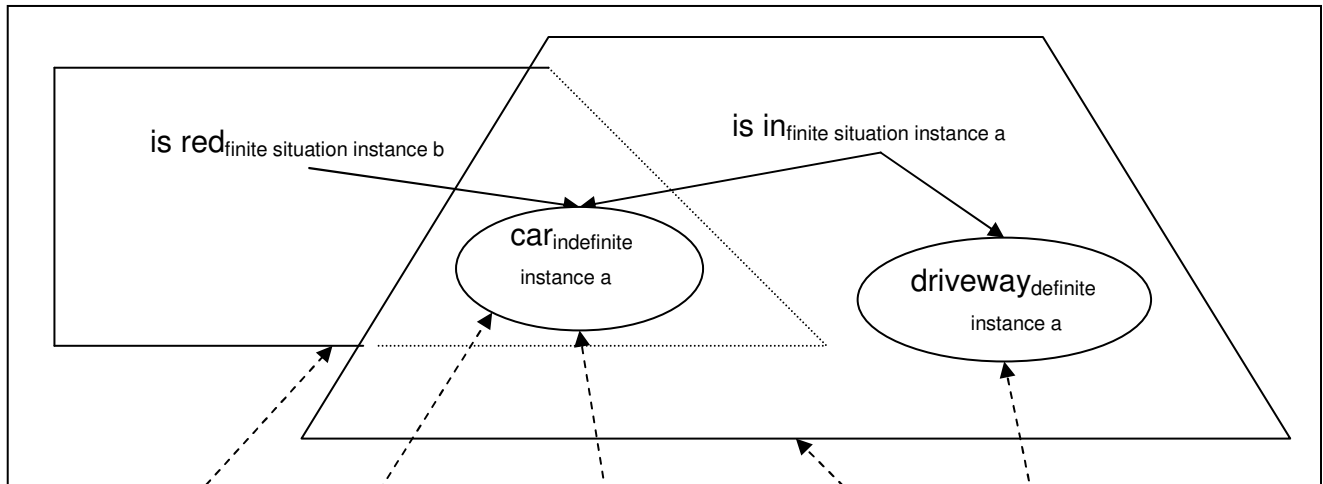 is red finite situation instance b
is in finite situation instance a
car indefinite
instance a
driveway definite
instance a